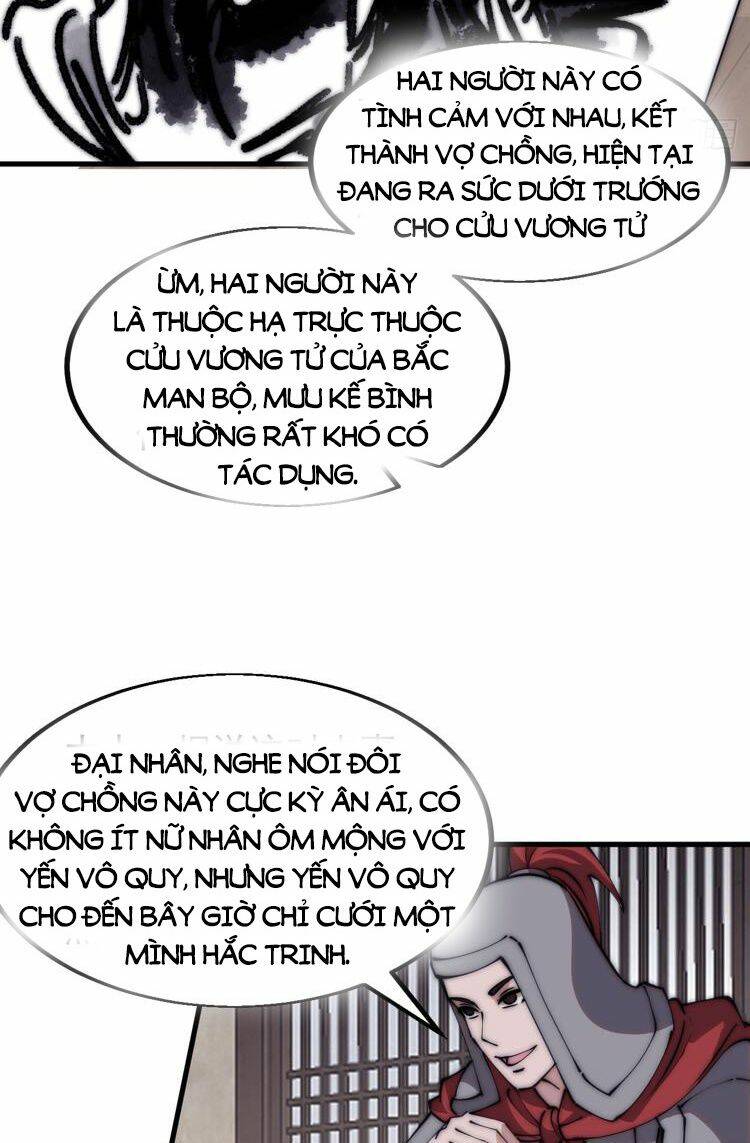 HAI NGƯỜI NÀY CÓ
TÌNH CẢM VỚI NHAU, KẾT
THÀNH VỢ CHỒNG, HIỆN TẠI
ĐANG RA SỨC DƯỚI TRƯỚNG
CHO CỬU VƯƠNG TỬ
ỪM, HAI NGƯỜI NÀY
LÀ THUỘC HẠ TRỰC THUỘC
CỬU VƯƠNG TỬ CỦA BẮC
MAN BỘ, MƯU KẾ BÌNH
THƯỜNG RẤT KHÓ CÓ
TÁC DỤNG.
ĐẠI NHÂN, NGHE NÓI ĐÔI
VỢ CHỒNG NÀY CỰC KỲ ÂN ÁI, CÓ
KHÔNG ÍT NỮ NHÂN ÔM MỘNG VỚI
YẾN VÔ QUY, NHƯNG YẾN VÔ QUY
CHO ĐẾN BÂY GIỜ CHỈ CƯỚI MỘT
MÌNH HẮC TRINH.